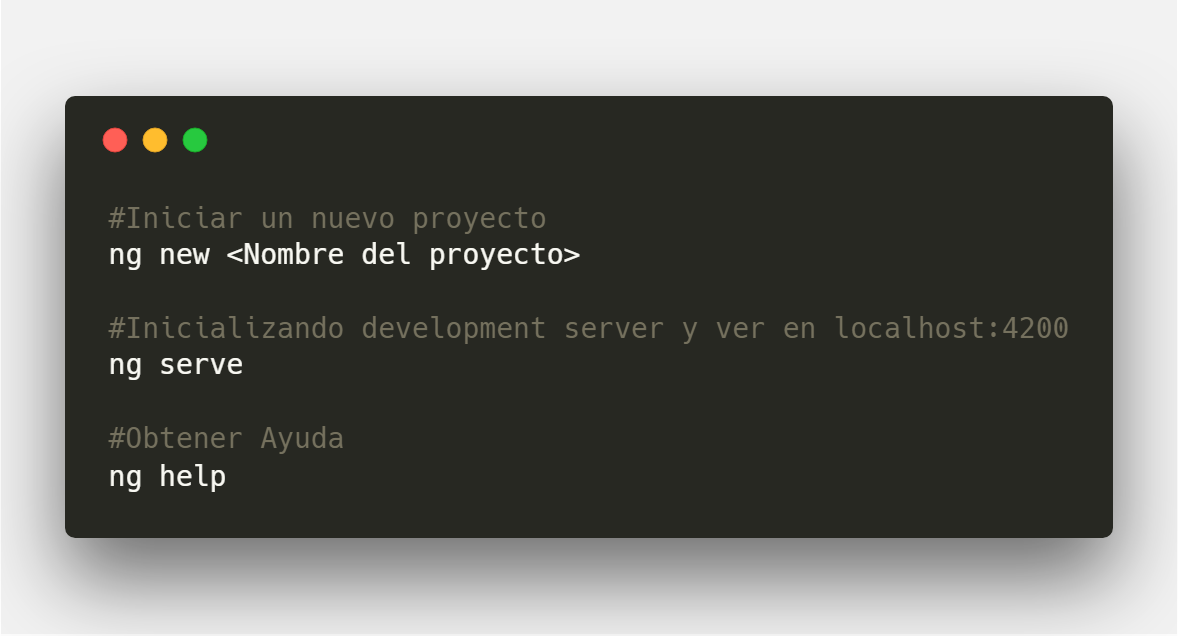 #Iniciar un nuevo proyecto
ng new <Nombre del proyecto>
#Inicializando development server y ver en localhost:4200
ng serve
#Obtener Ayuda
ng help